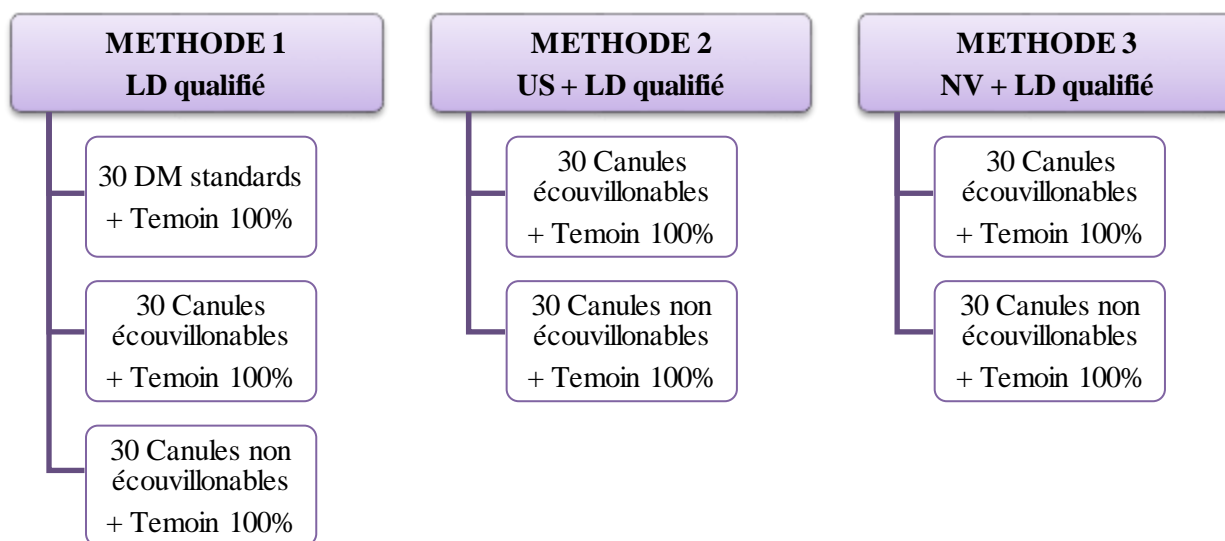 METHODE 1
LD qualifié
30 DM standards
+ Temoin 100%
30 Canules
écouvillonables
+ Temoin 100%
30 Canules non
écouvillonables
+ Temoin 100%
METHODE 2
US + LD qualifié
30 Canules
écouvillonables
+ Temoin 100%
30 Canules non
écouvillonables
+ Temoin 100%
METHODE 3
NV + LD qualifié
30 Canules
écouvillonables
+ Temoin 100%
30 Canules non
écouvillonables
+ Temoin 100%